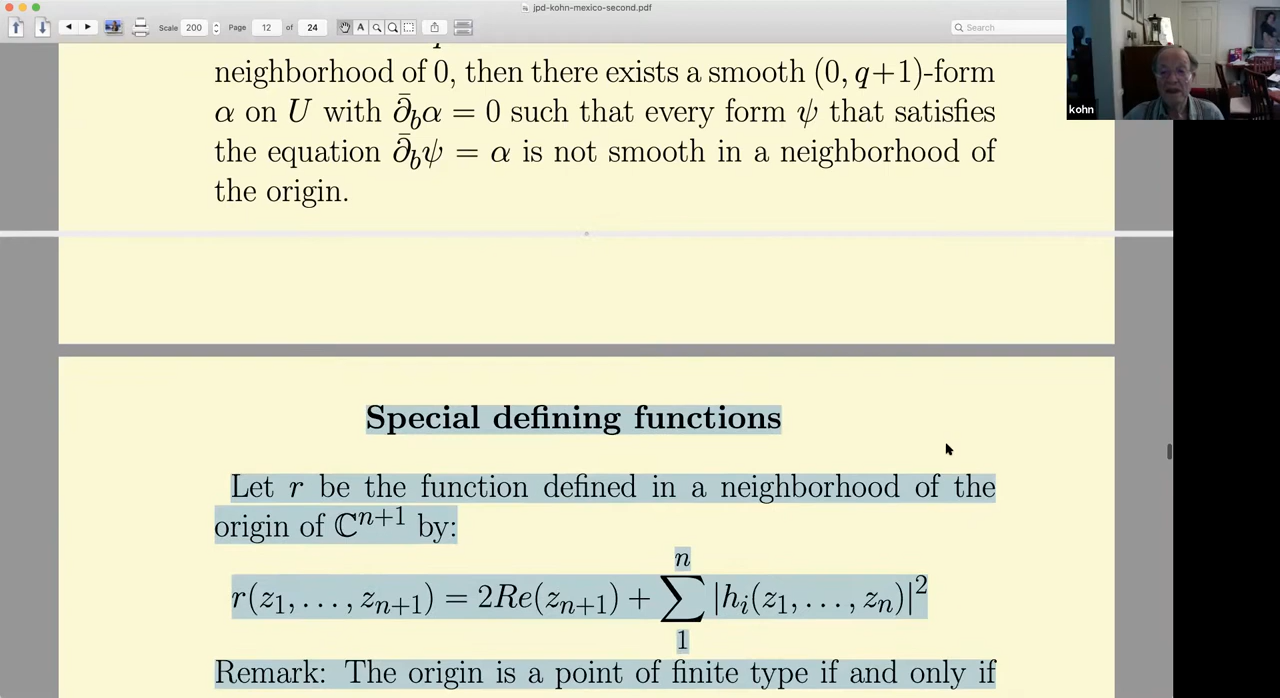 jpd-kohn-mexico-second.pdf
Scale 200 Page 12 of 24 A Search
neighborhood of 0, then there exists a smooth (0, q+1)-form
α on U with ∂̄_bα = 0 such that every form ψ that satisfies
the equation ∂̄_bψ = α is not smooth in a neighborhood of
the origin.
kohn
Special defining functions
Let r be the function defined in a neighborhood of the
origin of ℂ^{n+1} by:
r(z_1, . . . , z_{n+1}) = 2Re(z_{n+1}) + ∑_1^n |h_i(z_1, . . . , z_n)|^2
Remark: The origin is a point of finite type if and only if